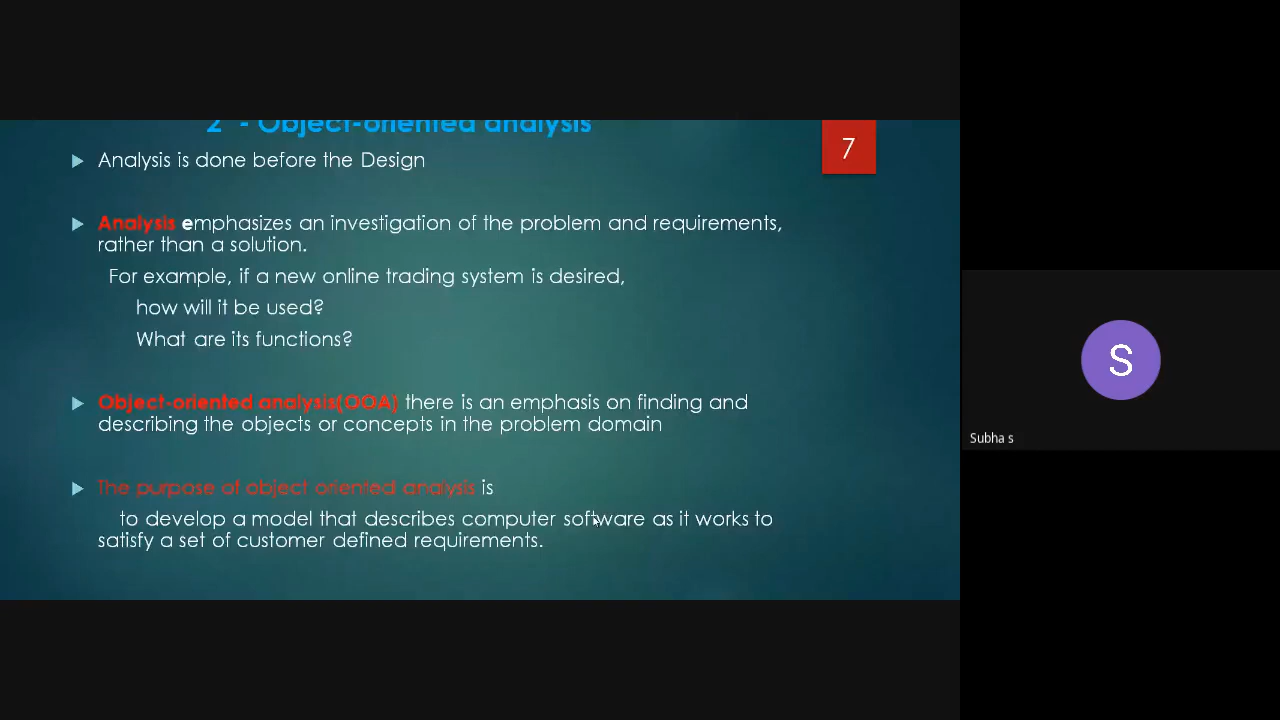 2 - Object-oriented analysis
7
Analysis is done before the Design
Analysis emphasizes an investigation of the problem and requirements,
rather than a solution.
For example, if a new online trading system is desired,
how will it be used?
What are its functions?
Object-oriented analysis(OOA) there is an emphasis on finding and
describing the objects or concepts in the problem domain
The purpose of object oriented analysis is
to develop a model that describes computer software as it works to
satisfy a set of customer defined requirements.
S
Subha s